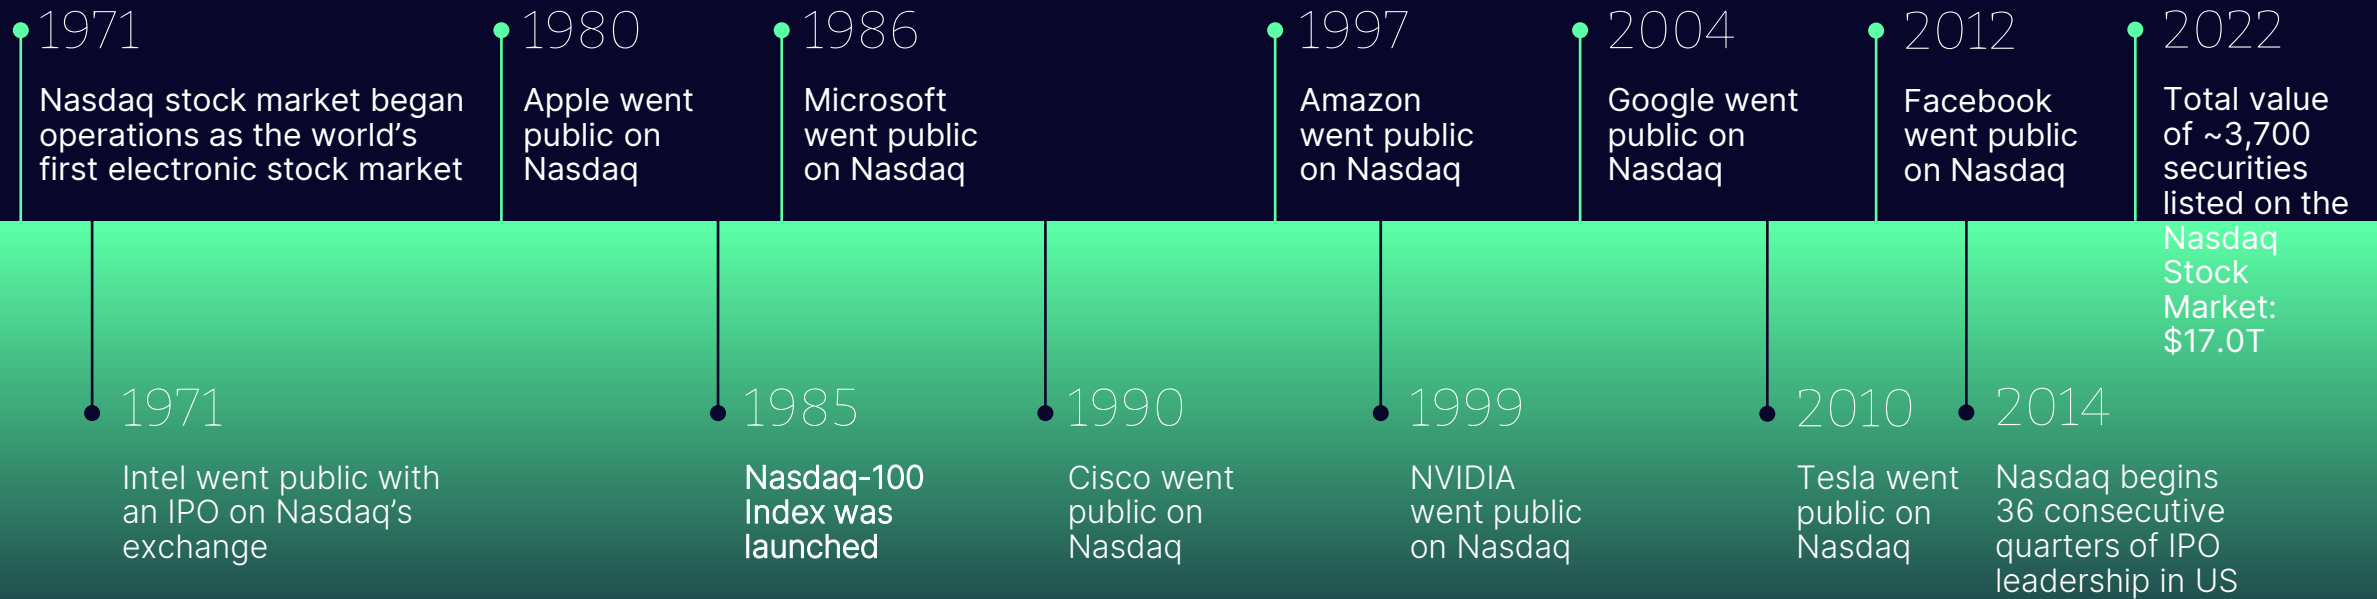 1971
Nasdaq stock market began
operations as the world’s
first electronic stock market
1980
Apple went
public on
Nasdaq
1986
Microsoft
went public
on Nasdaq
1997
Amazon
went public
on Nasdaq
2004
Google went
public on
Nasdaq
2012
Facebook
went public
on Nasdaq
2022
Total value
of ~3,700
securities
listed on the
Nasdaq
Stock
Market:
$17.0T
1971
Intel went public with
an IPO on Nasdaq’s
exchange
1985
Nasdaq-100
Index was
launched
1990
Cisco went
public on
Nasdaq
1999
NVIDIA
went public
on Nasdaq
2010
Tesla went
public on
Nasdaq
2014
Nasdaq begins
36 consecutive
quarters of IPO
leadership in US